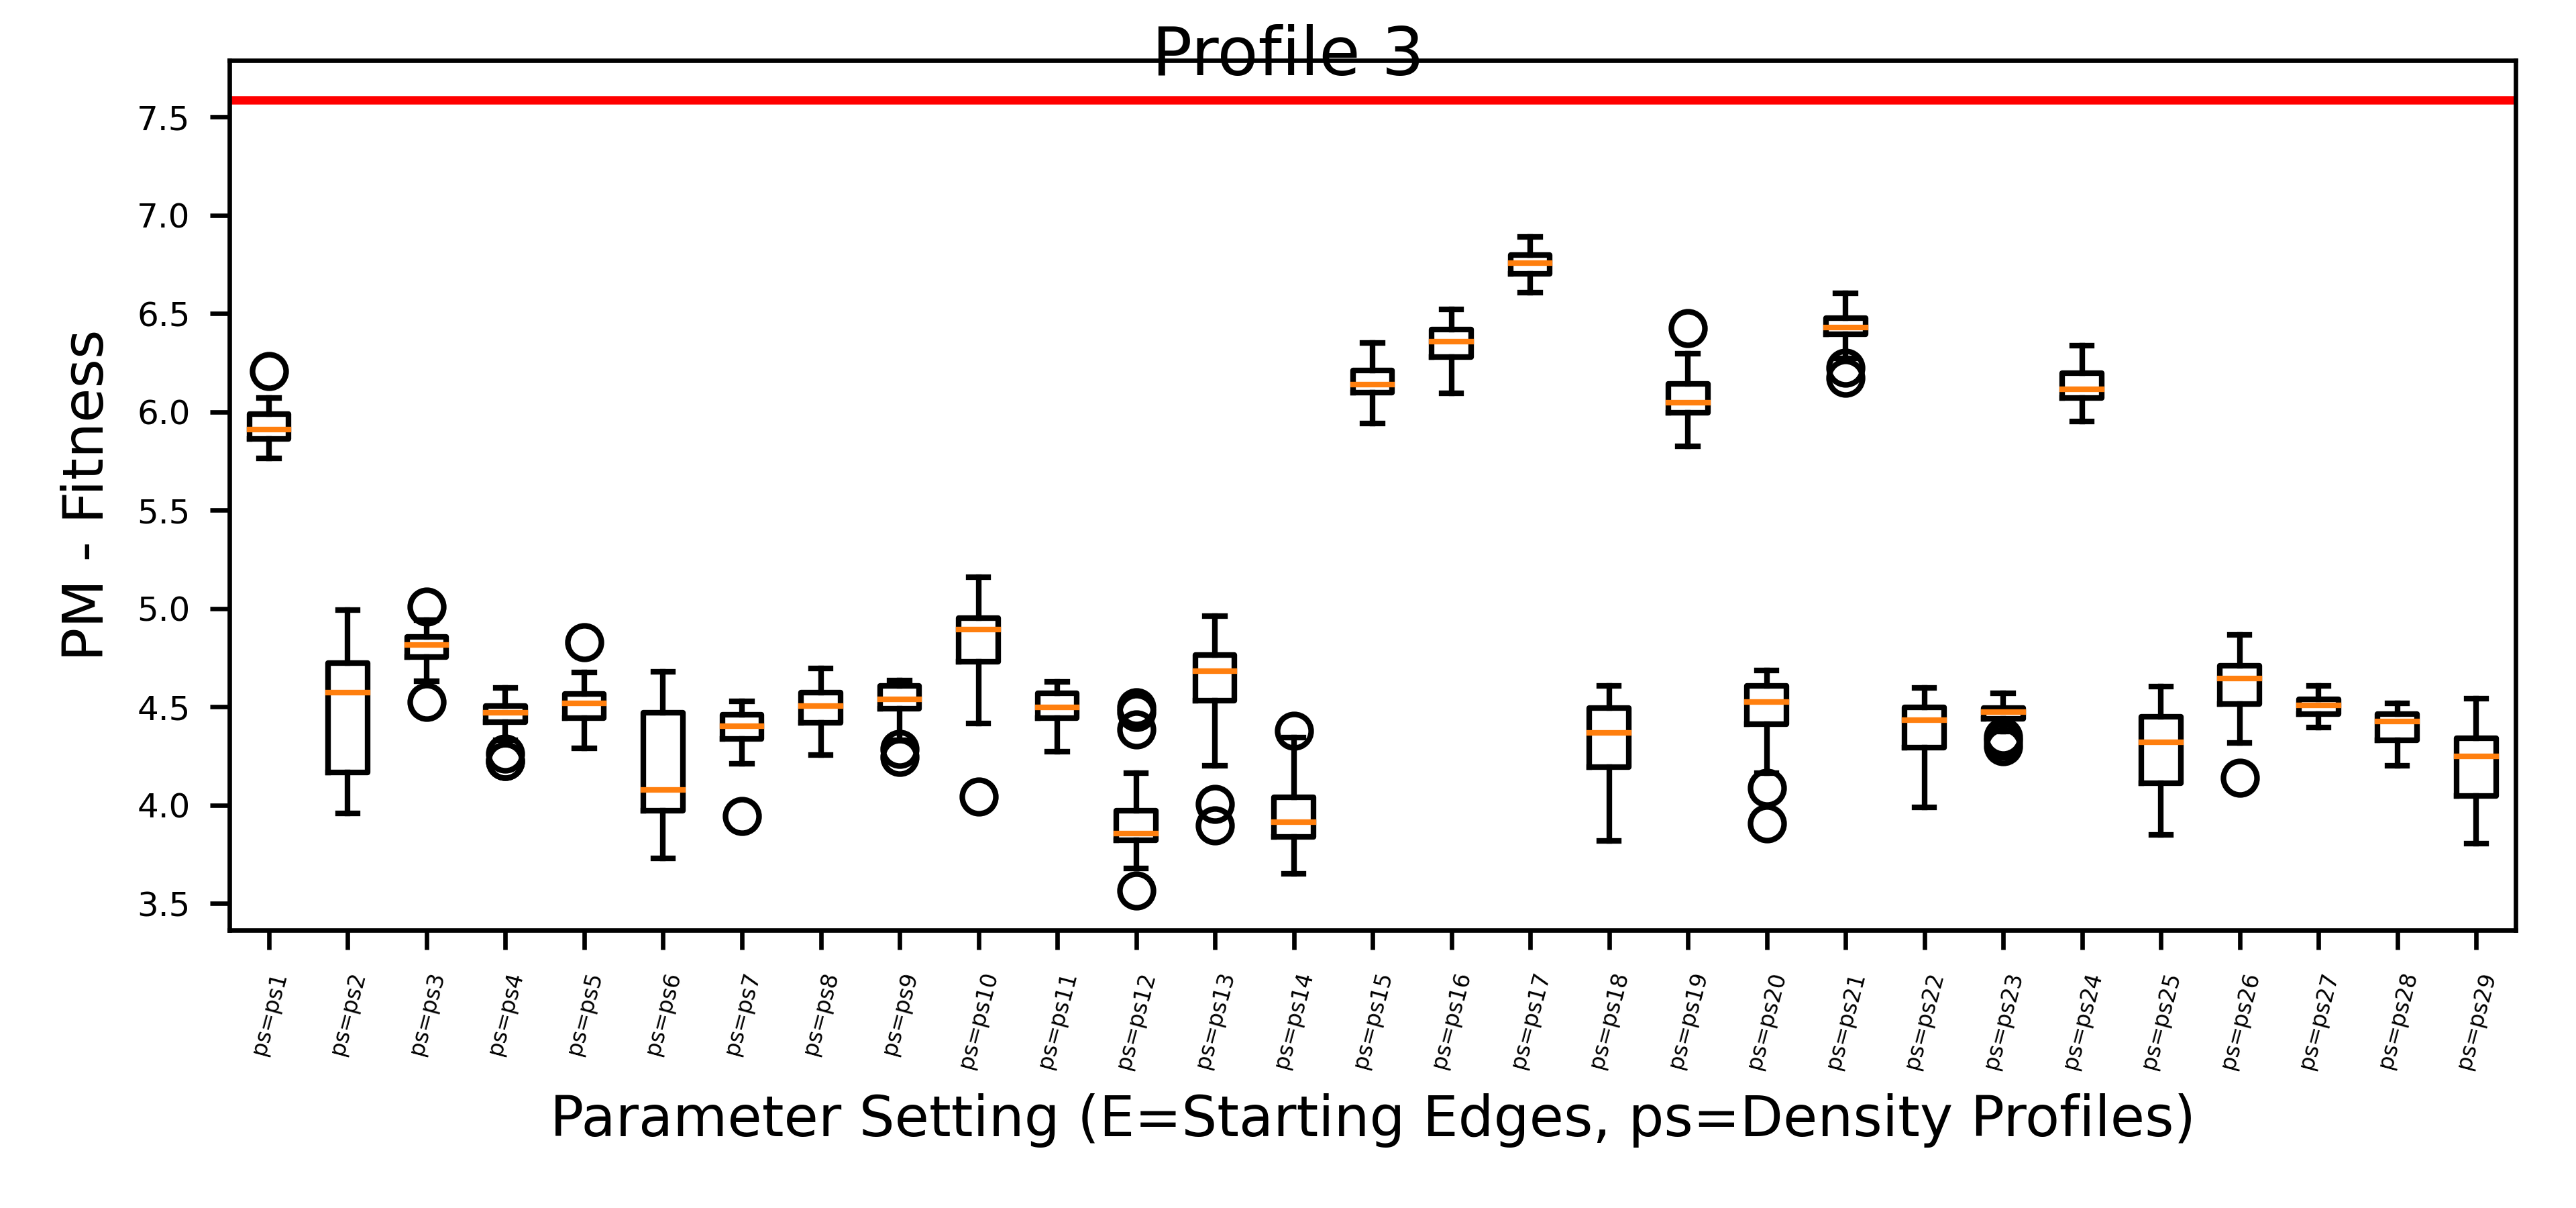 Profile 3
PM - Fitness
7.5
7.0
6.5
6.0
5.5
5.0
4.5
4.0
3.5
ps=ps1
ps=ps2
ps=ps3
ps=ps4
ps=ps5
ps=ps6
ps=ps7
ps=ps8
ps=ps9
ps=ps10
ps=ps11
ps=ps12
ps=ps13
ps=ps14
ps=ps15
ps=ps16
ps=ps17
ps=ps18
ps=ps19
ps=ps20
ps=ps21
ps=ps22
ps=ps23
ps=ps24
ps=ps25
ps=ps26
ps=ps27
ps=ps28
ps=ps29
Parameter Setting (E=Starting Edges, ps=Density Profiles)